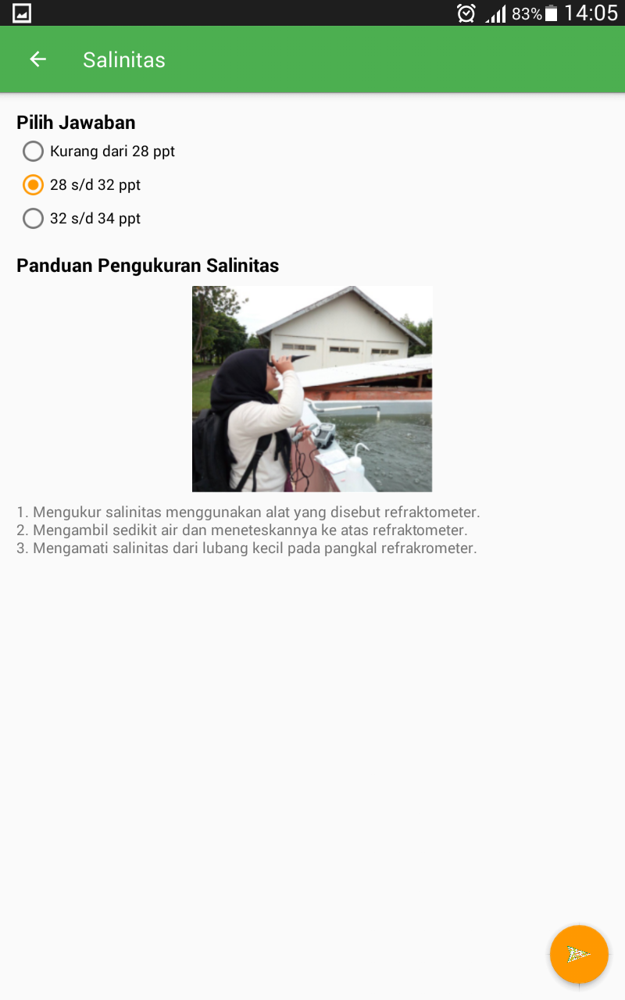 83% 14:05
Salinitas
Pilih Jawaban
Kurang dari 28 ppt
28 s/d 32 ppt
32 s/d 34 ppt
Panduan Pengukuran Salinitas
1. Mengukur salinitas menggunakan alat yang disebut refraktometer.
2. Mengambil sedikit air dan meneteskannya ke atas refraktometer.
3. Mengamati salinitas dari lubang kecil pada pangkal refrakrometer.